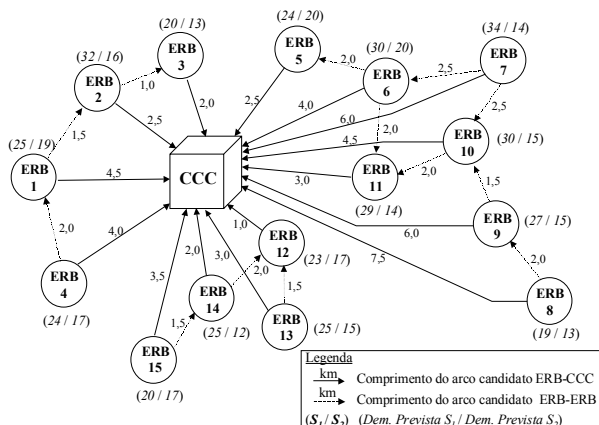 (20 / 13)
ERB 3
(32 / 16)
ERB 2
1,0
2,0
(24 / 20)
ERB 5
2,0
(30 / 20)
ERB 6
2,5
(34 / 14)
ERB 7
2,5
2,5
2,5
4,0
6,0
2,0
4,5
ERB 10
(30 / 15)
1,5
(25 / 19)
ERB 1
4,5
CCC
3,0
ERB 11
2,0
(29 / 14)
1,5
2,0
4,0
ERB 4
(24 / 17)
3,5
2,0
3,0
1,0
ERB 12
(23 / 17)
2,0
1,5
6,0
ERB 9
(27 / 15)
2,0
7,5
ERB 8
(19 / 13)
ERB 14
(25 / 12)
1,5
ERB 13
(25 / 15)
ERB 15
(20 / 17)
Legenda
km Comprimento do arco candidato ERB-CCC
km Comprimento do arco candidato ERB-ERB
(S1 / S2) (Dem. Prevista S1 / Dem. Prevista S2)